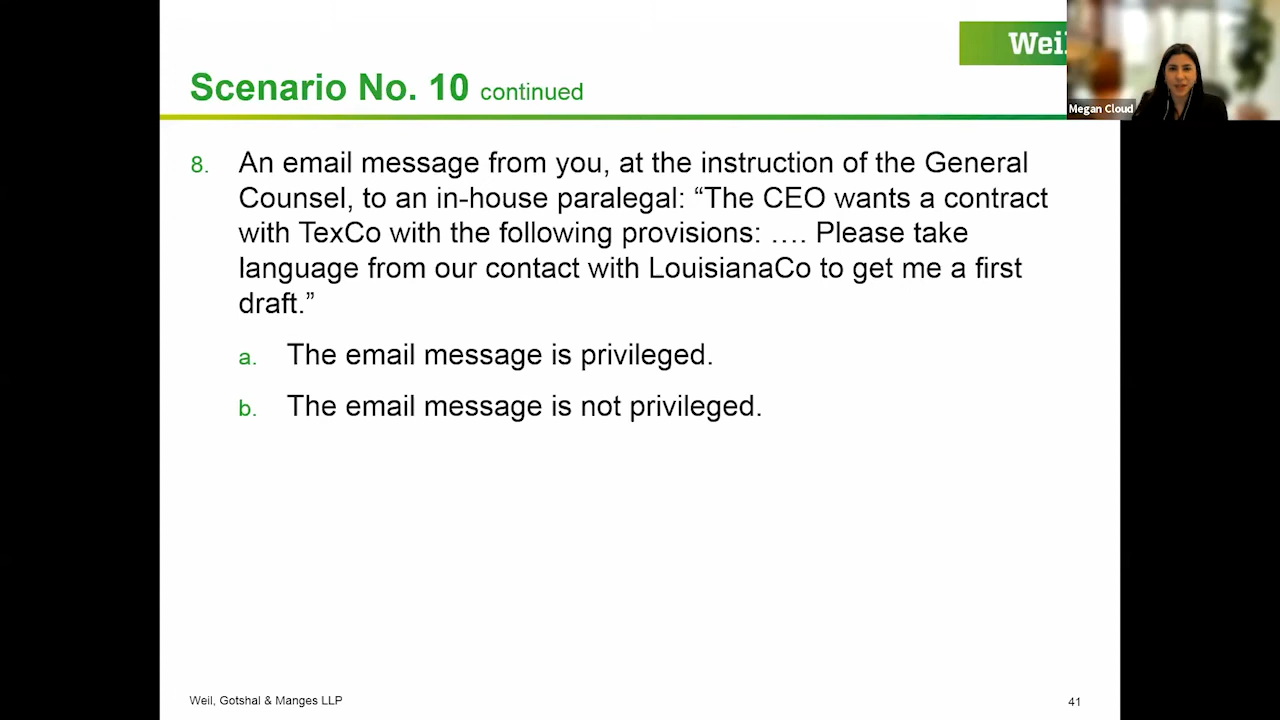 Wei
Scenario No. 10 continued
Megan Cloud
8. An email message from you, at the instruction of the General
Counsel, to an in-house paralegal: “The CEO wants a contract
with TexCo with the following provisions: …. Please take
language from our contact with LouisianaCo to get me a first
draft.”
a. The email message is privileged.
b. The email message is not privileged.
Weil, Gotshal & Manges LLP
41